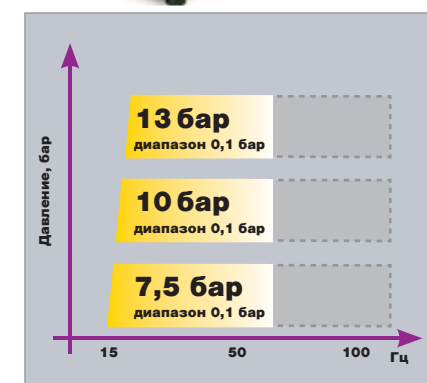 Давление, бар
13 бар
диапазон 0,1 бар
10 бар
диапазон 0,1 бар
7,5 бар
диапазон 0,1 бар
15 50 100 Гц